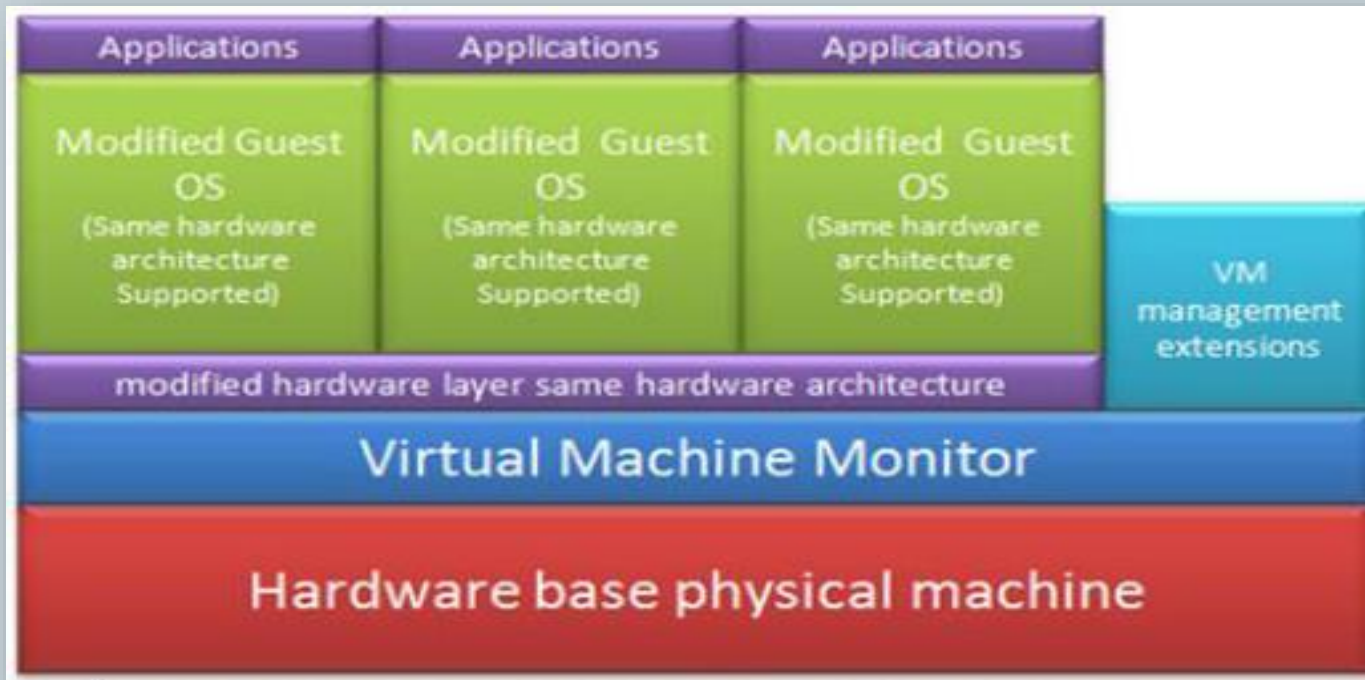 Applications
Applications
Applications
Modified Guest
OS
(Same hardware
architecture
Supported)
Modified Guest
OS
(Same hardware
architecture
Supported)
Modified Guest
OS
(Same hardware
architecture
Supported)
VM
management
extensions
modified hardware layer same hardware architecture
Virtual Machine Monitor
Hardware base physical machine